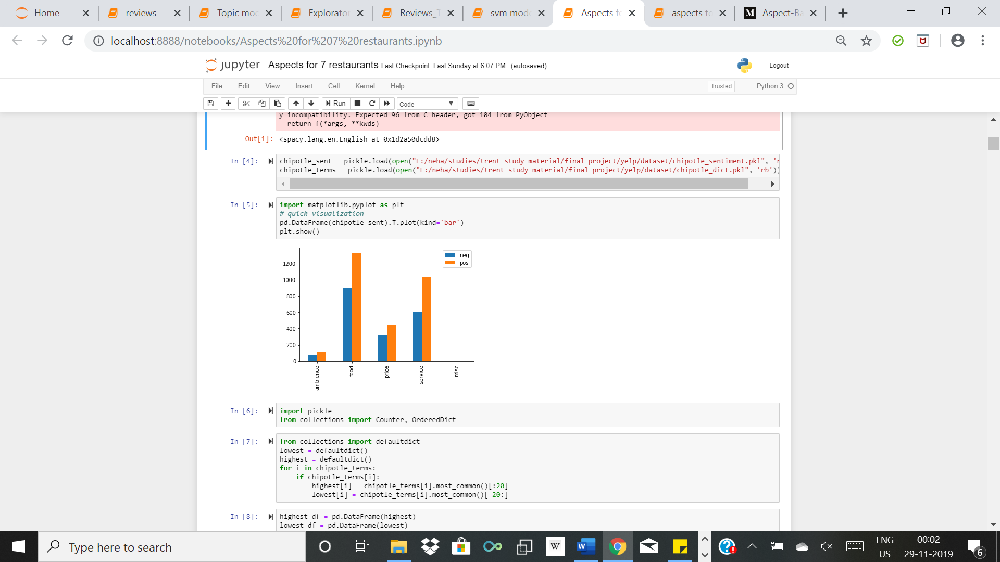 Home
reviews
Topic mod
Explorator
Reviews_T
svm mode
Aspects fo
aspects to
M Aspect-Ba
localhost:8888/notebooks/Aspects%20for%207%20restaurants.ipynb
jupyter Aspects for 7 restaurants Last Checkpoint: Last Sunday at 6:07 PM (autosaved)
Logout
File Edit View Insert Cell Kernel Help
Trusted
Python 3
Run
Code
y incompatibility. Expected 96 from C header, got 104 from PyObject
return f(*args, **kwds)
Out[1]: <spacy.lang.en.English at 0x1d2a50dcdd8>
In [4]: chipotle_sent = pickle.load(open("E:/neha/studies/trent study material/final project/yelp/dataset/chipotle_sentiment.pkl", 'r
chipotle_terms = pickle.load(open("E:/neha/studies/trent study material/final project/yelp/dataset/chipotle_dict.pkl", 'rb'))
In [5]: import matplotlib.pyplot as plt
# quick visualization
pd.DataFrame(chipotle_sent).T.plot(kind='bar')
plt.show()
neg
pos
1200
1000
800
600
400
200
0
ambience
food
price
service
misc
In [6]: import pickle
from collections import Counter, OrderedDict
In [7]: from collections import defaultdict
lowest = defaultdict()
highest = defaultdict()
for i in chipotle_terms:
if chipotle_terms[i]:
highest[i] = chipotle_terms[i].most_common()[:20]
lowest[i] = chipotle_terms[i].most_common()[-20:]
In [8]: highest_df = pd.DataFrame(highest)
lowest_df = pd.DataFrame(lowest)
Type here to search
W
W
ENG
US
00:02
29-11-2019
6